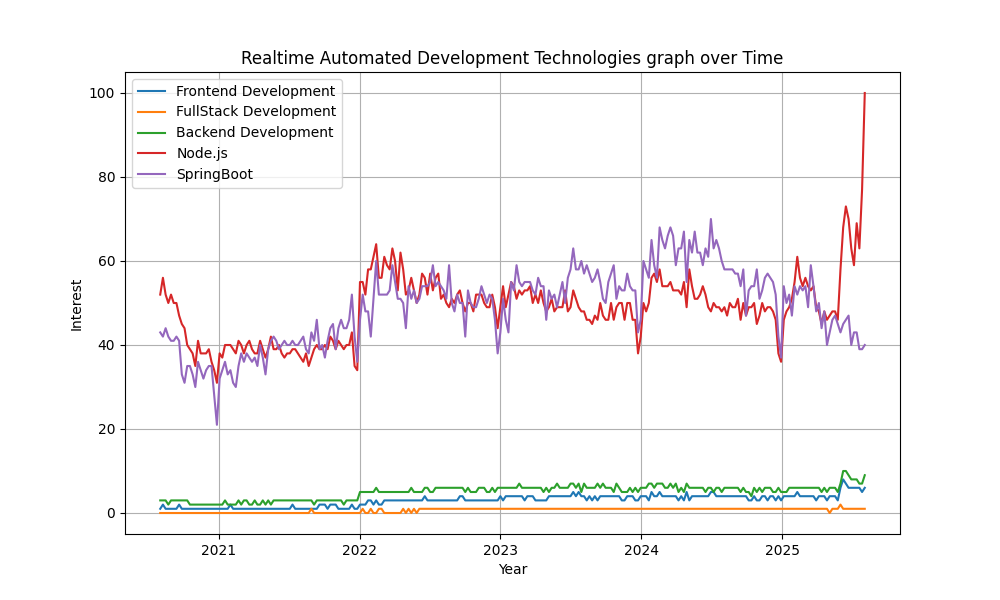 Realtime Automated Development Technologies graph over Time
Frontend Development
FullStack Development
Backend Development
Node.js
SpringBoot
100
80
60
40
20
0
Interest
2021
2022
2023
2024
2025
Year